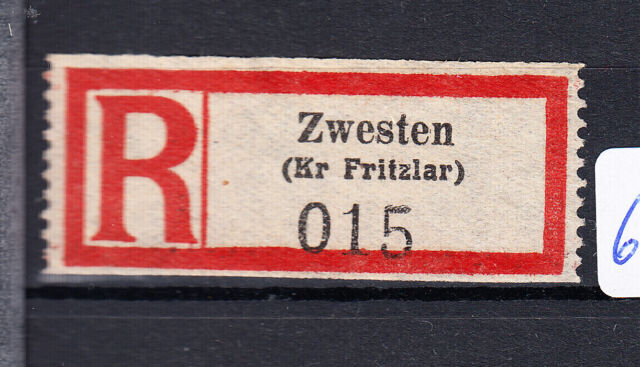 R
Zwesten
(Kr Fritzlar)
015
6